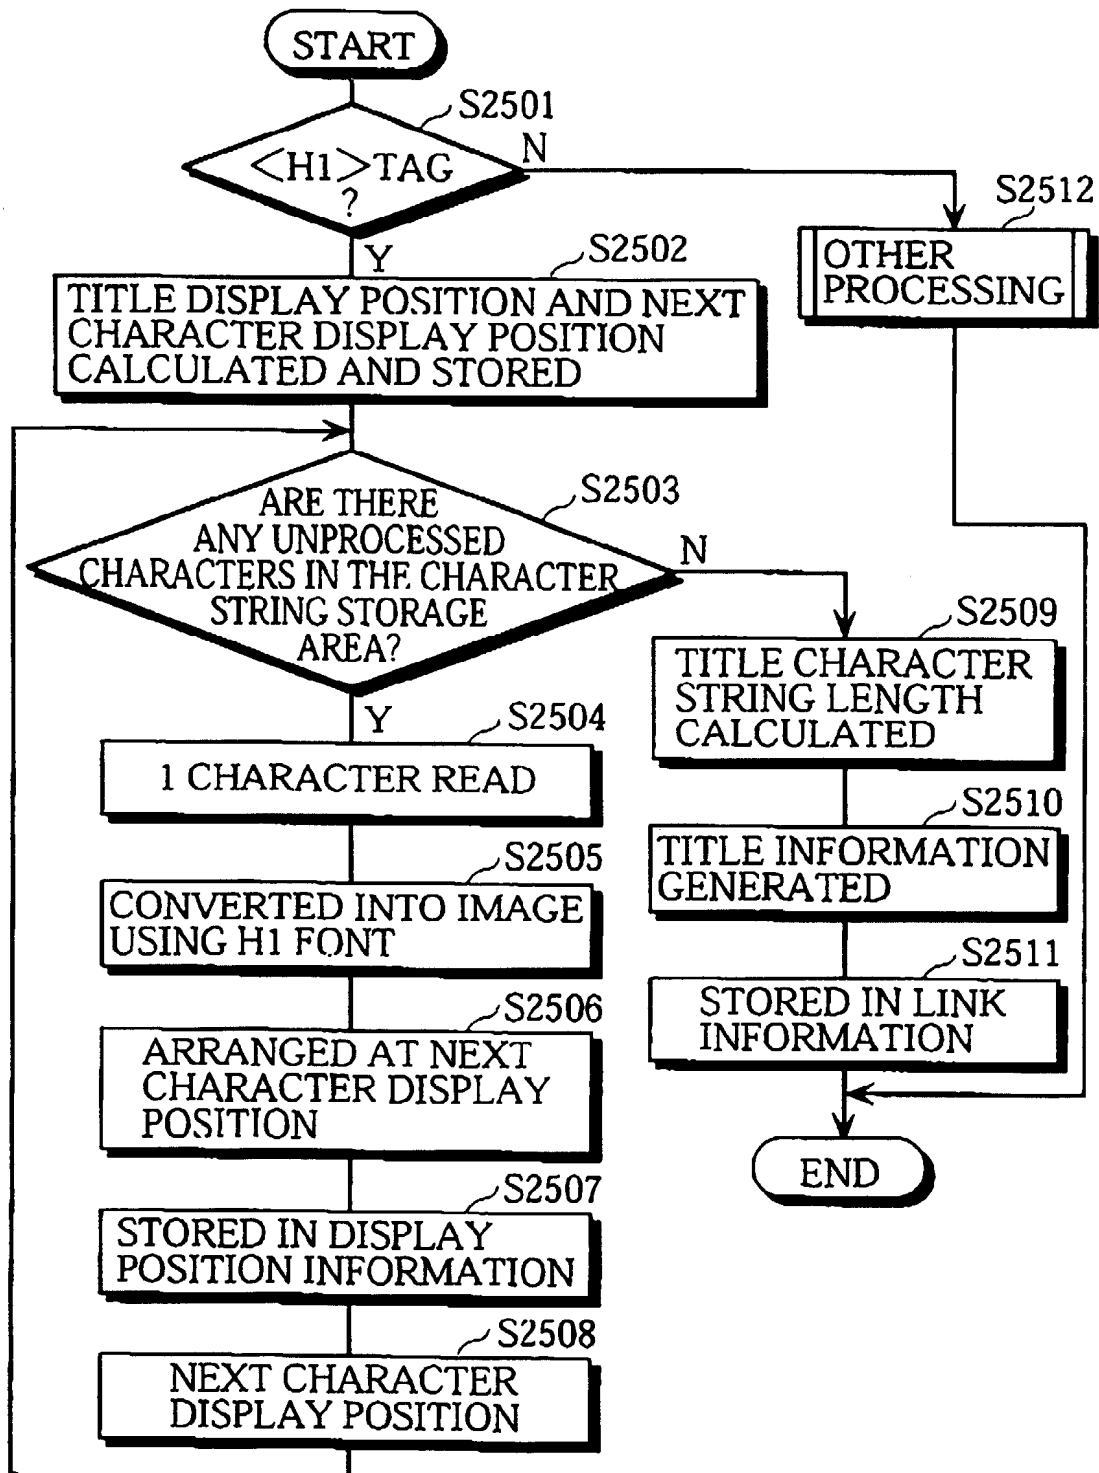 START
S2501
<H1>TAG
?
N
Y
S2512
OTHER
PROCESSING
S2502
TITLE DISPLAY POSITION AND NEXT
CHARACTER DISPLAY POSITION
CALCULATED AND STORED
S2503
ARE THERE
ANY UNPROCESSED
CHARACTERS IN THE CHARACTER
STRING STORAGE
AREA?
N
Y
S2504
1 CHARACTER READ
S2505
CONVERTED INTO IMAGE
USING H1 FONT
S2506
ARRANGED AT NEXT
CHARACTER DISPLAY
POSITION
S2507
STORED IN DISPLAY
POSITION INFORMATION
S2508
NEXT CHARACTER
DISPLAY POSITION
S2509
TITLE CHARACTER
STRING LENGTH
CALCULATED
S2510
TITLE INFORMATION
GENERATED
S2511
STORED IN LINK
INFORMATION
END